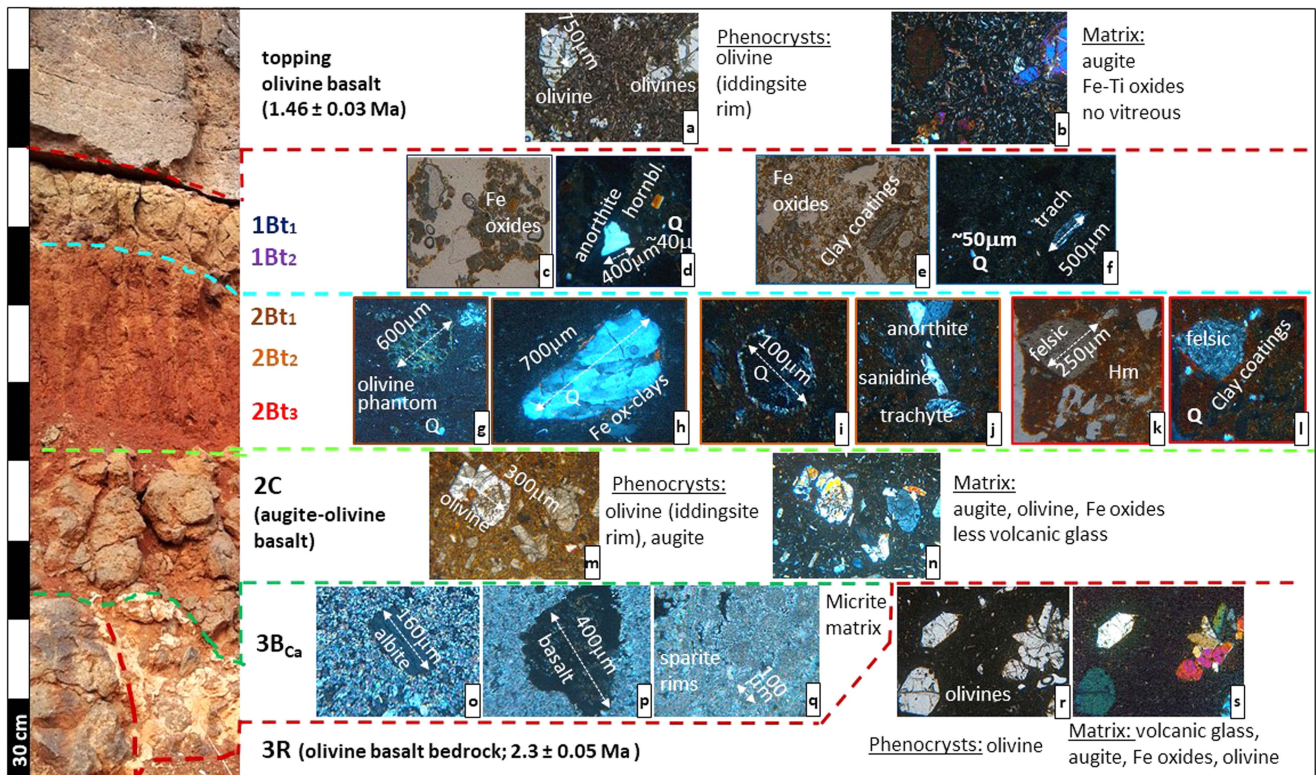 topping
olivine basalt
(1.46 ± 0.03 Ma)
750μm
olivine
olivines
a
Phenocrysts:
olivine
(iddingsite
rim)
b
Matrix:
augite
Fe-Ti oxides
no vitreous
1Bt1
1Bt2
Fe
oxides
c
anorthite
hornbl.
Q
~40μ
400μm
d
Fe
oxides
Clay coatings
e
~50μm
Q
trach
500μm
f
2Bt1
2Bt2
2Bt3
600μm
olivine
phantom
Q
g
700μm
Q
Fe ox-clays
h
100μm
Q
i
anorthite
sanidine
trachyte
j
felsic
250μm
Hm
k
felsic
Clay coatings
Q
l
2C
(augite-olivine
basalt)
olivine
300μm
m
Phenocrysts:
olivine (iddingsite
rim), augite
n
Matrix:
augite, olivine, Fe oxides
less volcanic glass
3BCa
160μm
albite
o
basalt
400μm
p
sparite
rims
100
μm
q
Micrite
matrix
olivines
r
s
Phenocrysts: olivine
Matrix: volcanic glass,
augite, Fe oxides, olivine
3R (olivine basalt bedrock; 2.3 ± 0.05 Ma)
30 cm